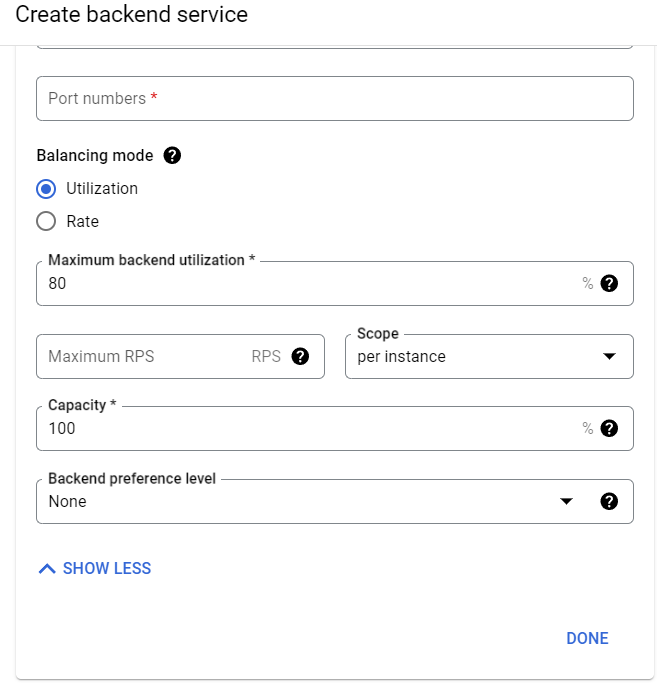 Create backend service
Port numbers *
Balancing mode ?
Utilization
Rate
Maximum backend utilization *
80 % ?
Maximum RPS RPS ?
Scope
per instance
Capacity *
100 % ?
Backend preference level
None ?
SHOW LESS
DONE